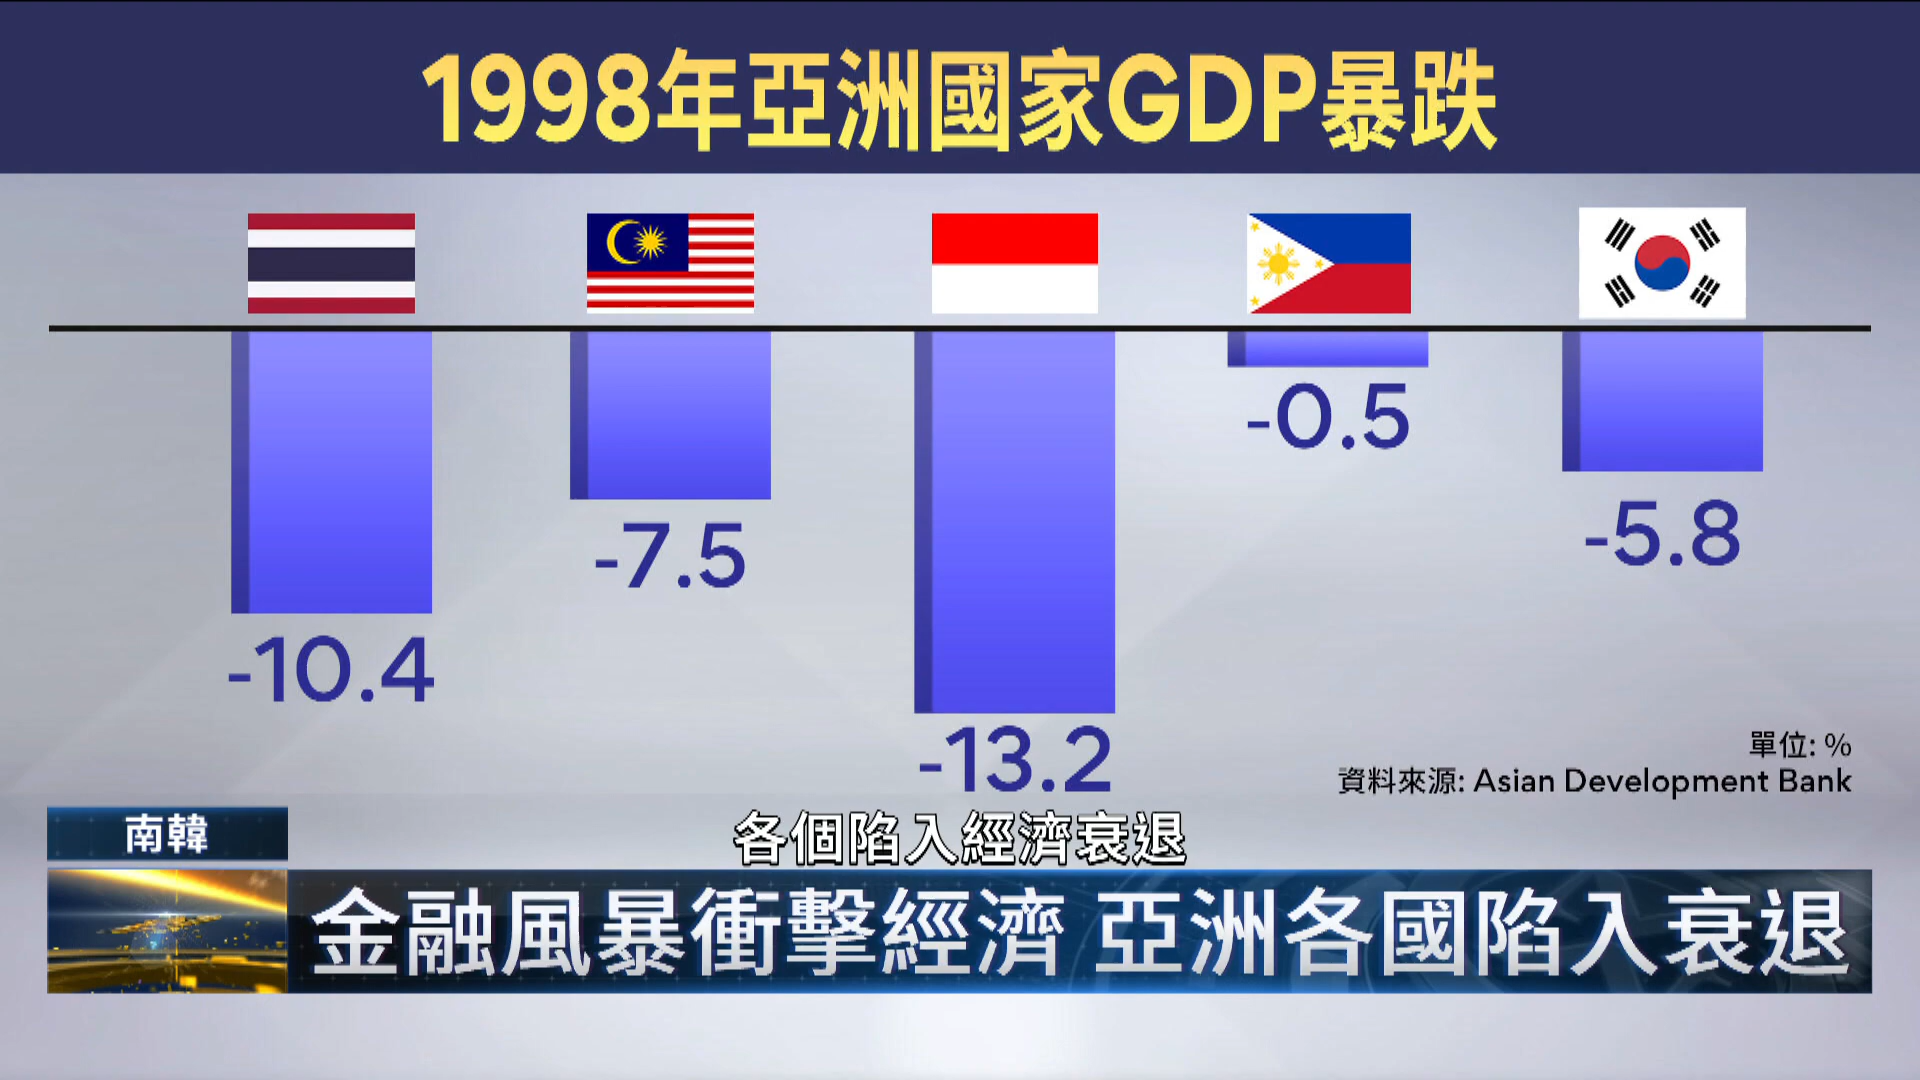 1998年亞洲國家GDP暴跌
-10.4
-7.5
-13.2
-0.5
-5.8
單位: %
資料來源: Asian Development Bank
南韓
各個陷入經濟衰退
金融風暴衝擊經濟 亞洲各國陷入衰退